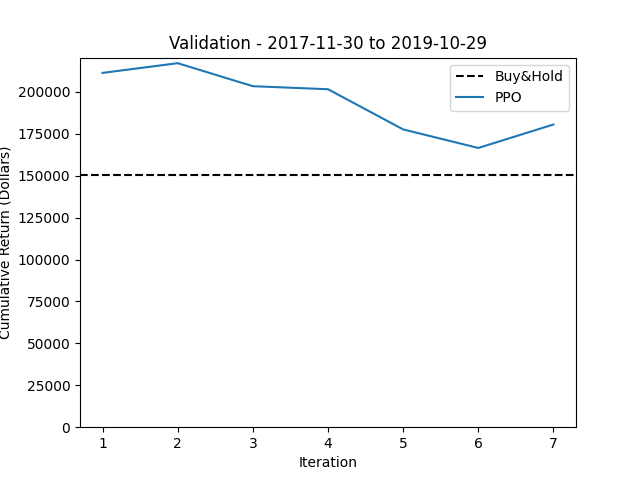 Validation - 2017-11-30 to 2019-10-29
Buy&Hold
PPO
200000
175000
150000
125000
100000
75000
50000
25000
0
Cumulative Return (Dollars)
1 2 3 4 5 6 7
Iteration